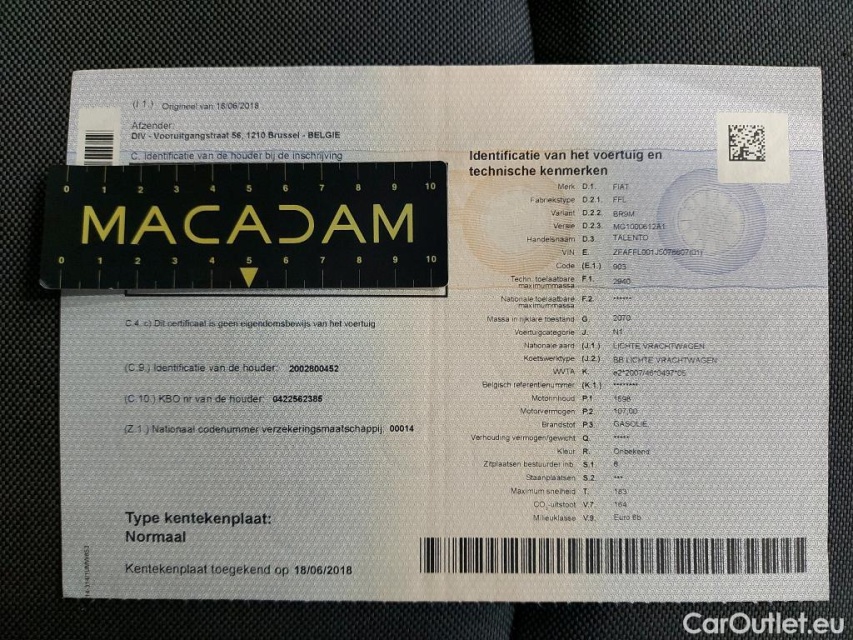 (I.1.) Origineel van 18/06/2018
Afzender:
DIV - Vooruitgangstraat 56, 1210 Brussel - BELGIE
C. Identificatie van de houder bij de inschrijving
0 1 2 3 4 5 6 7 8 9 10
MACADAM
0 1 2 3 4 5 6 7 8 9 10
C.4. c) Dit certificaat is geen eigendomsbewijs van het voertuig
(C.9.) Identificatie van de houder: 2002800452
(C.10.) KBO nr van de houder: 0422562385
(Z.1.) Nationaal codenummer verzekeringsmaatschappij: 00014
Type kentekenplaat:
Normaal
Kentekenplaat toegekend op 18/06/2018
Identificatie van het voertuig en
technische kenmerken
Merk D.1. FIAT
Fabriekstype D.2.1. FFL
Variant D.2.2. BR9M
Versie D.2.3. MG1000612A1
Handelsnaam D.3. TALENTO
VIN E.
Code (E.1.) 903
Techn. toelaatbare maximummassa F.1. 2940
Nationale toelaatbare maximummassa F.2. ******
Massa in rijklare toestand G. 2070
Voertuigcategorie J. N1
Nationale aard (J.1.) LICHTE VRACHTWAGEN
Koetswerktype (J.2.) BB LICHTE VRACHTWAGEN
WVTA K. e2*2007/46*0497*06
Belgisch referentienummer (K.1.) ********
Motorinhoud P.1. 1598
Motorvermogen P.2. 107,00
Brandstof P.3. GASOLIE
Verhouding vermogen/gewicht Q. *****
Kleur R. Onbekend
Zitplaatsen bestuurder inb. S.1. 6
Staanplaatsen S.2. ***
Maximum snelheid T. 183
CO₂-uitstoot V.7. 164
Milieuklasse V.9. Euro 6b
CarOutlet.eu